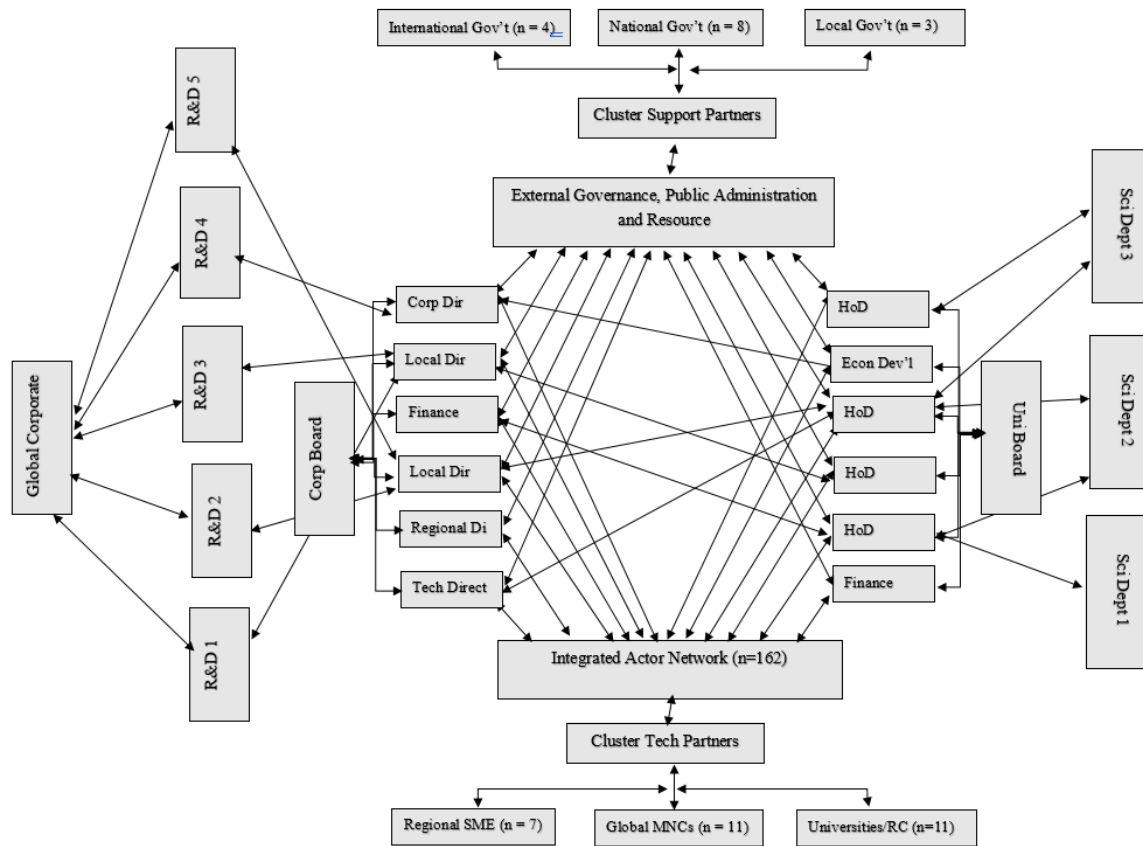 International Gov't (n = 4)
National Gov't (n = 8)
Local Gov't (n = 3)
Cluster Support Partners
External Governance, Public Administration
and Resource
R&D 5
R&D 4
R&D 3
R&D 2
R&D 1
Global Corporate
Corp Board
Corp Dir
Local Dir
Finance
Local Dir
Regional Di
Tech Direct
HoD
Econ Dev'l
HoD
HoD
HoD
Finance
Uni Board
Sci Dept 3
Sci Dept 2
Sci Dept 1
Integrated Actor Network (n=162)
Cluster Tech Partners
Regional SME (n = 7)
Global MNCs (n = 11)
Universities/RC (n=11)